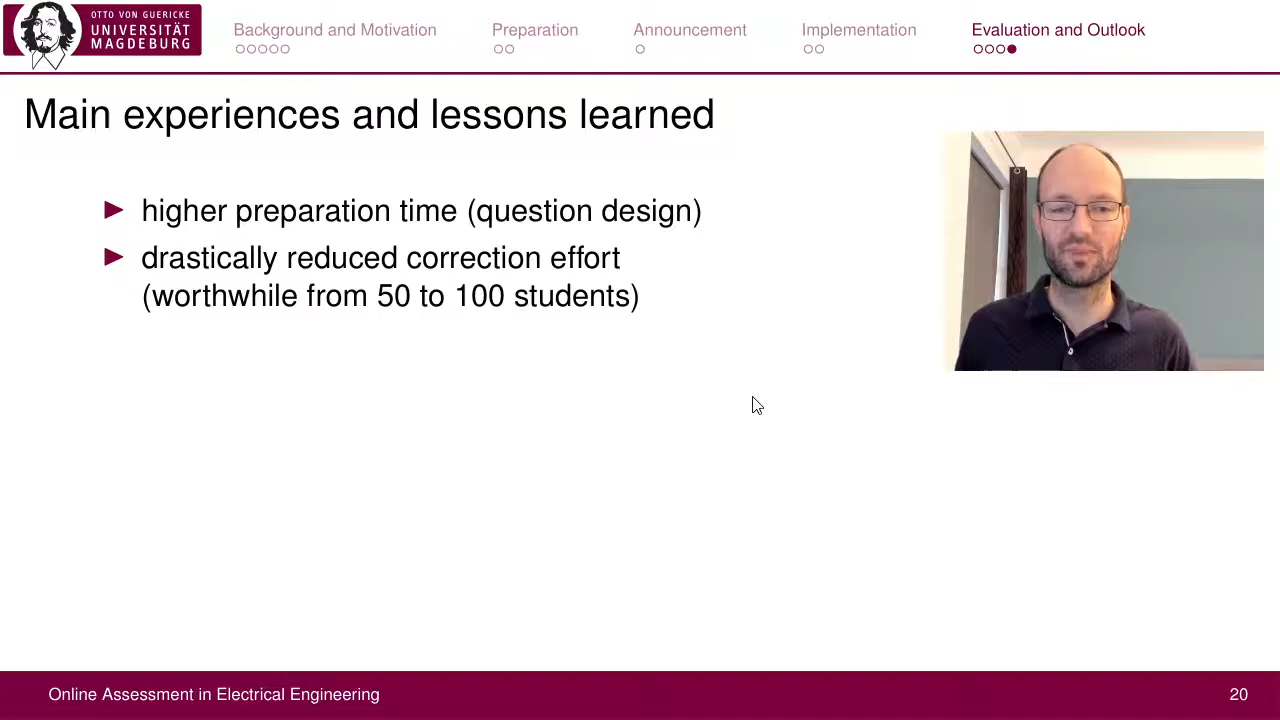 OTTO VON GUERICKE
UNIVERSITÄT
MAGDEBURG
Background and Motivation
Preparation
Announcement
Implementation
Evaluation and Outlook
Main experiences and lessons learned
higher preparation time (question design)
drastically reduced correction effort
(worthwhile from 50 to 100 students)
Online Assessment in Electrical Engineering
20